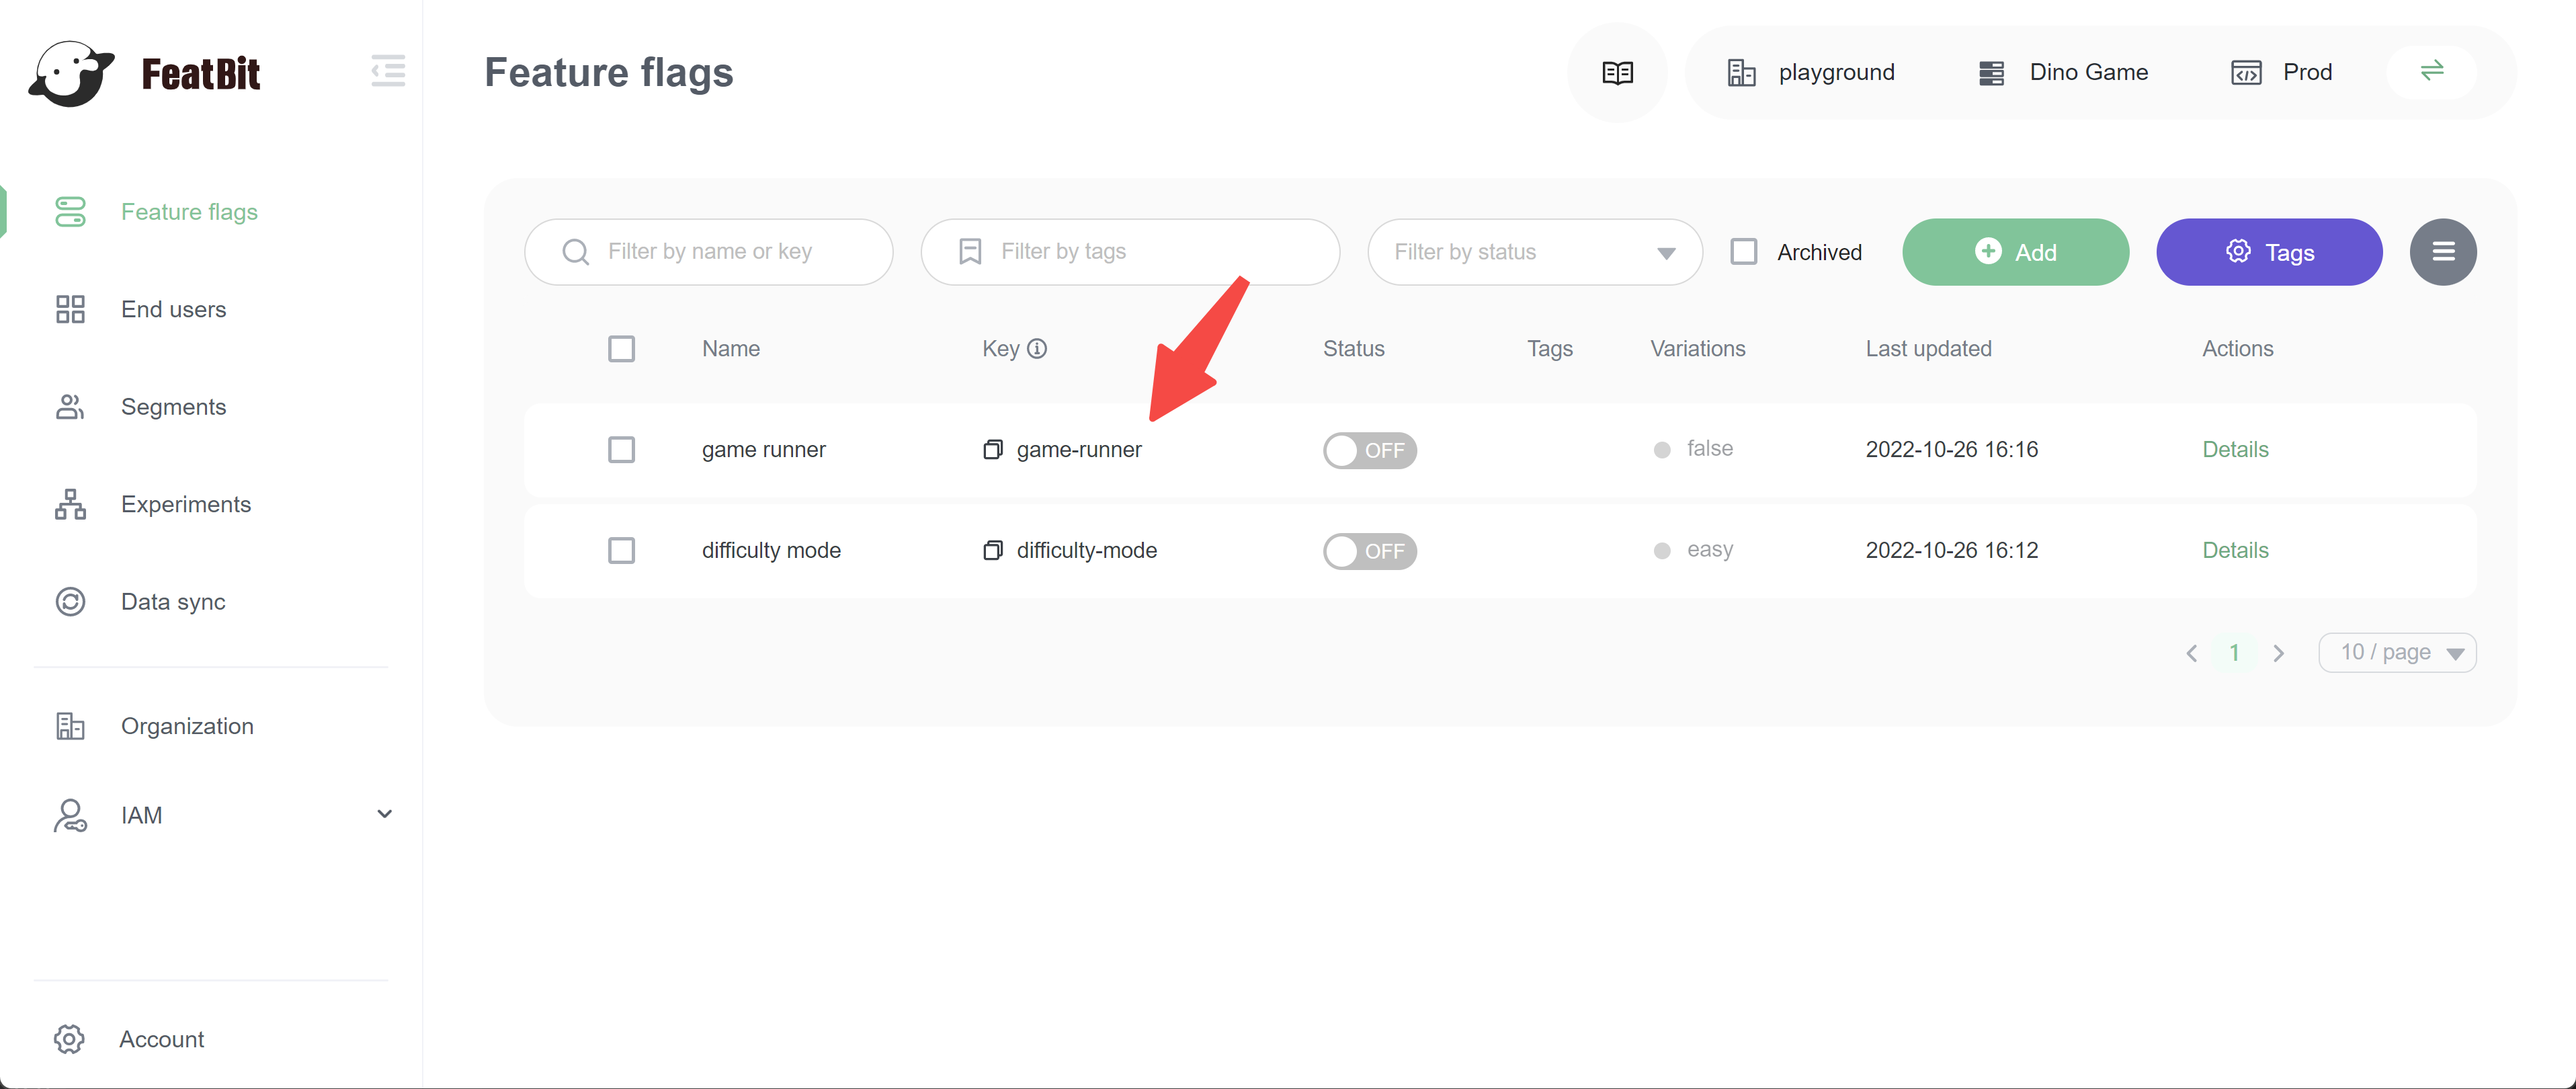 FeatBit
Feature flags
playground
Dino Game
Prod
Feature flags
End users
Segments
Experiments
Data sync
Organization
IAM
Account
Filter by name or key
Filter by tags
Filter by status
Archived
Add
Tags
Name Key Status Tags Variations Last updated Actions
game runner game-runner OFF false 2022-10-26 16:16 Details
difficulty mode difficulty-mode OFF easy 2022-10-26 16:12 Details
1
10 / page